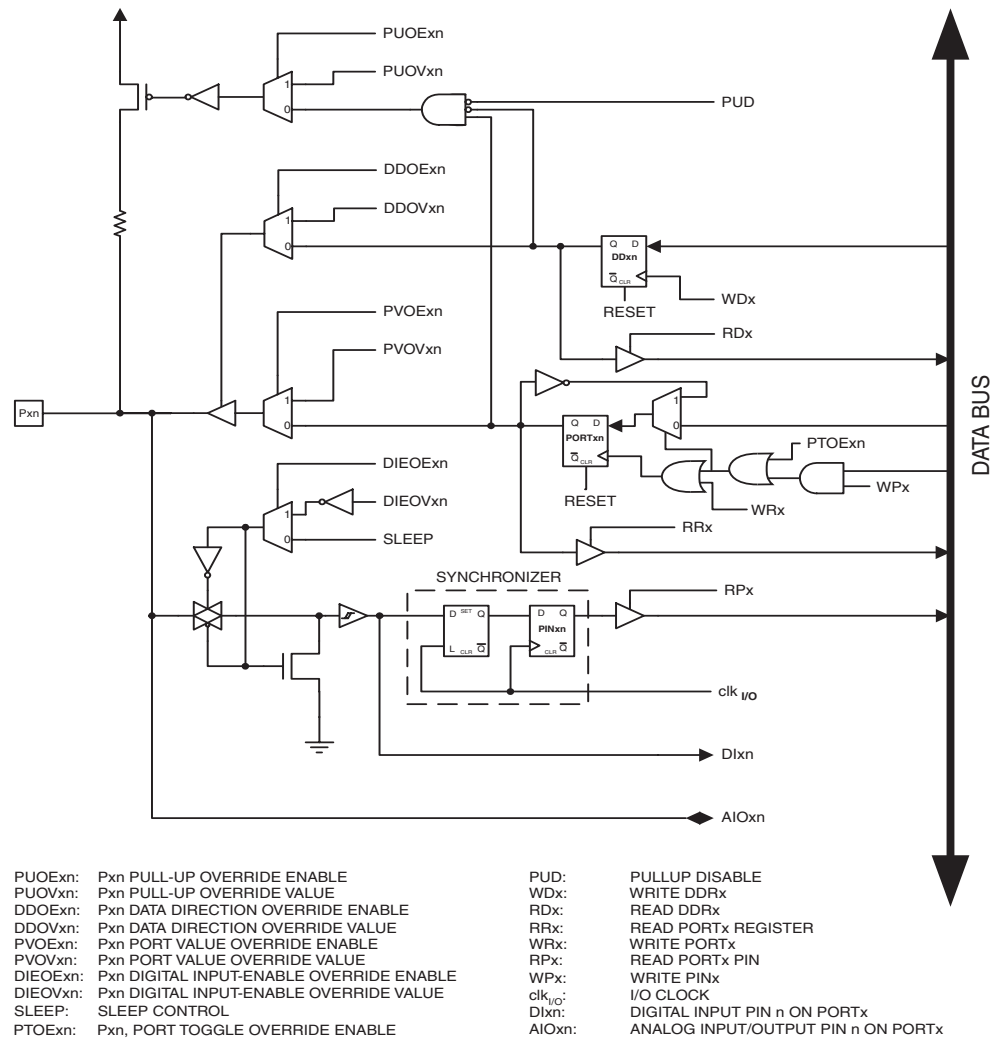 PUOExn
PUOVxn
1
0
PUD
DDOExn
DDOVxn
1
0
Q D
DDxn
Q CLR
WDx
RESET
RDx
PVOExn
PVOVxn
1
0
Pxn
1
0
Q D
PORTxn
Q CLR
PTOExn
WPx
WRx
RESET
RRx
DATA BUS
DIEOExn
DIEOVxn
1
0
SLEEP
SYNCHRONIZER
D SET Q
L CLR Q
D Q
PINxn
CLR Q
RPx
clk I/O
DIxn
AIOxn
PUOExn: Pxn PULL-UP OVERRIDE ENABLE
PUOVxn: Pxn PULL-UP OVERRIDE VALUE
DDOExn: Pxn DATA DIRECTION OVERRIDE ENABLE
DDOVxn: Pxn DATA DIRECTION OVERRIDE VALUE
PVOExn: Pxn PORT VALUE OVERRIDE ENABLE
PVOVxn: Pxn PORT VALUE OVERRIDE VALUE
DIEOExn: Pxn DIGITAL INPUT-ENABLE OVERRIDE ENABLE
DIEOVxn: Pxn DIGITAL INPUT-ENABLE OVERRIDE VALUE
SLEEP: SLEEP CONTROL
PTOExn: Pxn, PORT TOGGLE OVERRIDE ENABLE
PUD: PULLUP DISABLE
WDx: WRITE DDRx
RDx: READ DDRx
RRx: READ PORTx REGISTER
WRx: WRITE PORTx
RPx: READ PORTx PIN
WPx: WRITE PINx
clkI/O: I/O CLOCK
DIxn: DIGITAL INPUT PIN n ON PORTx
AIOxn: ANALOG INPUT/OUTPUT PIN n ON PORTx